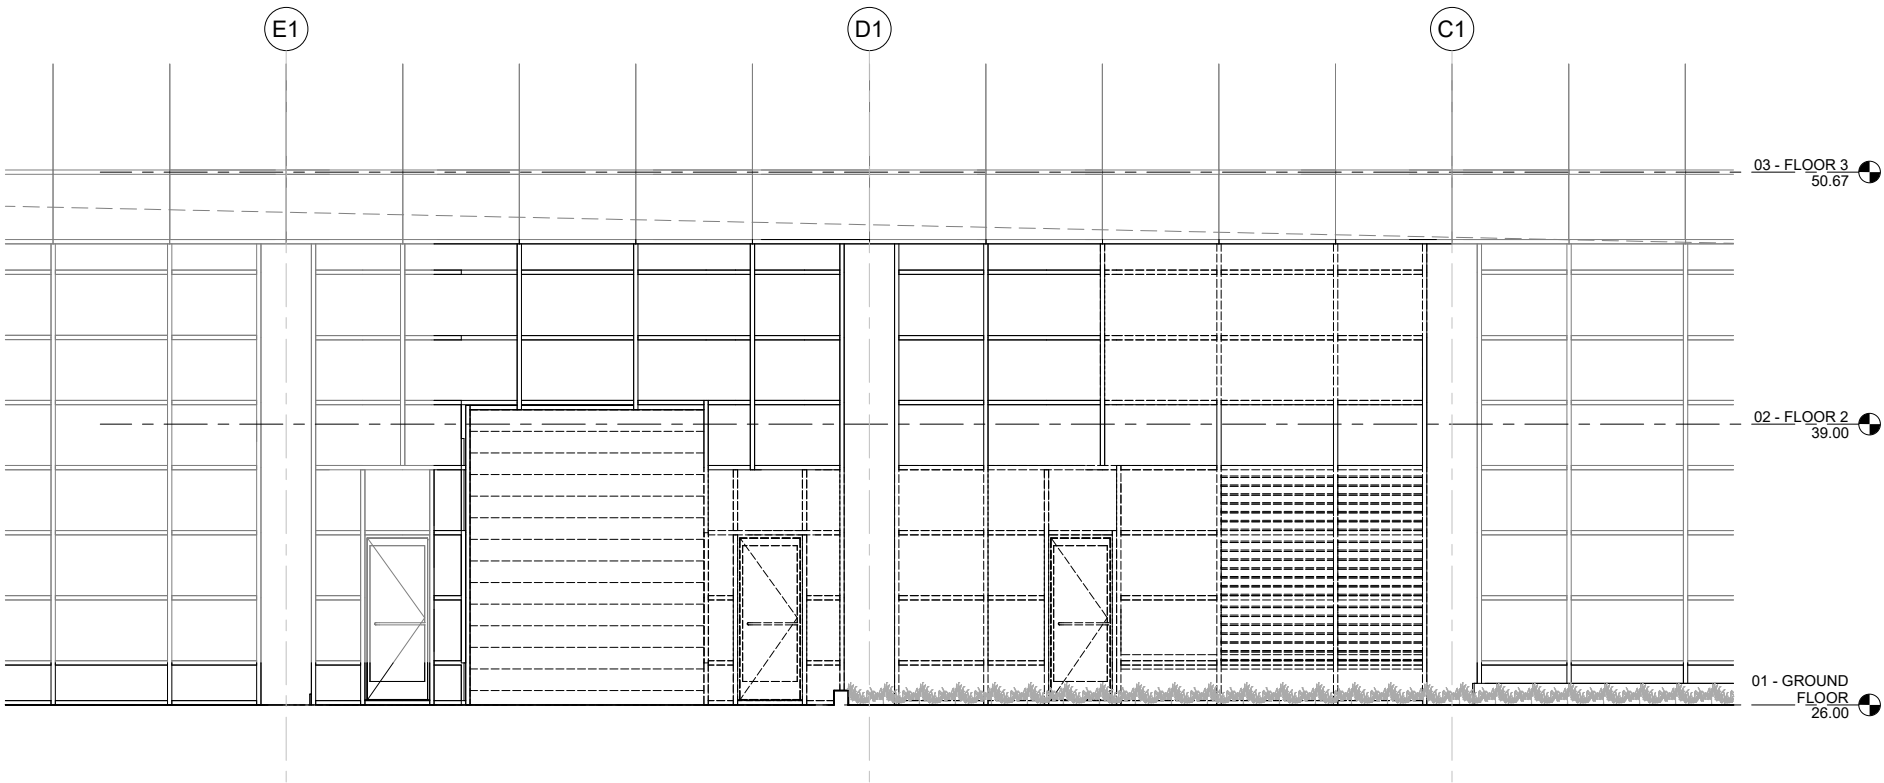 E1
D1
C1
03 - FLOOR 3
50.67
02 - FLOOR 2
39.00
01 - GROUND
FLOOR
26.00